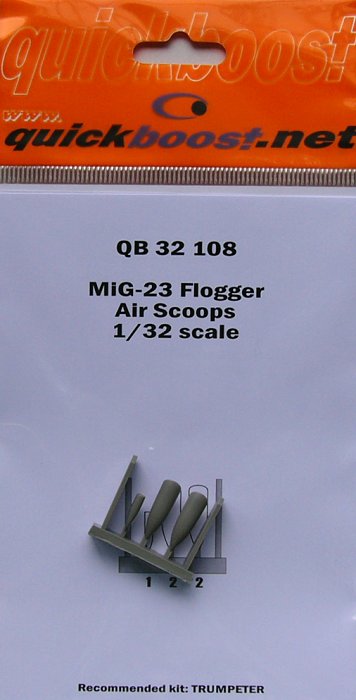 quickboost
www.
quickboost.net
QB 32 108
MiG-23 Flogger
Air Scoops
1/32 scale
1 2 2
Recommended kit: TRUMPETER